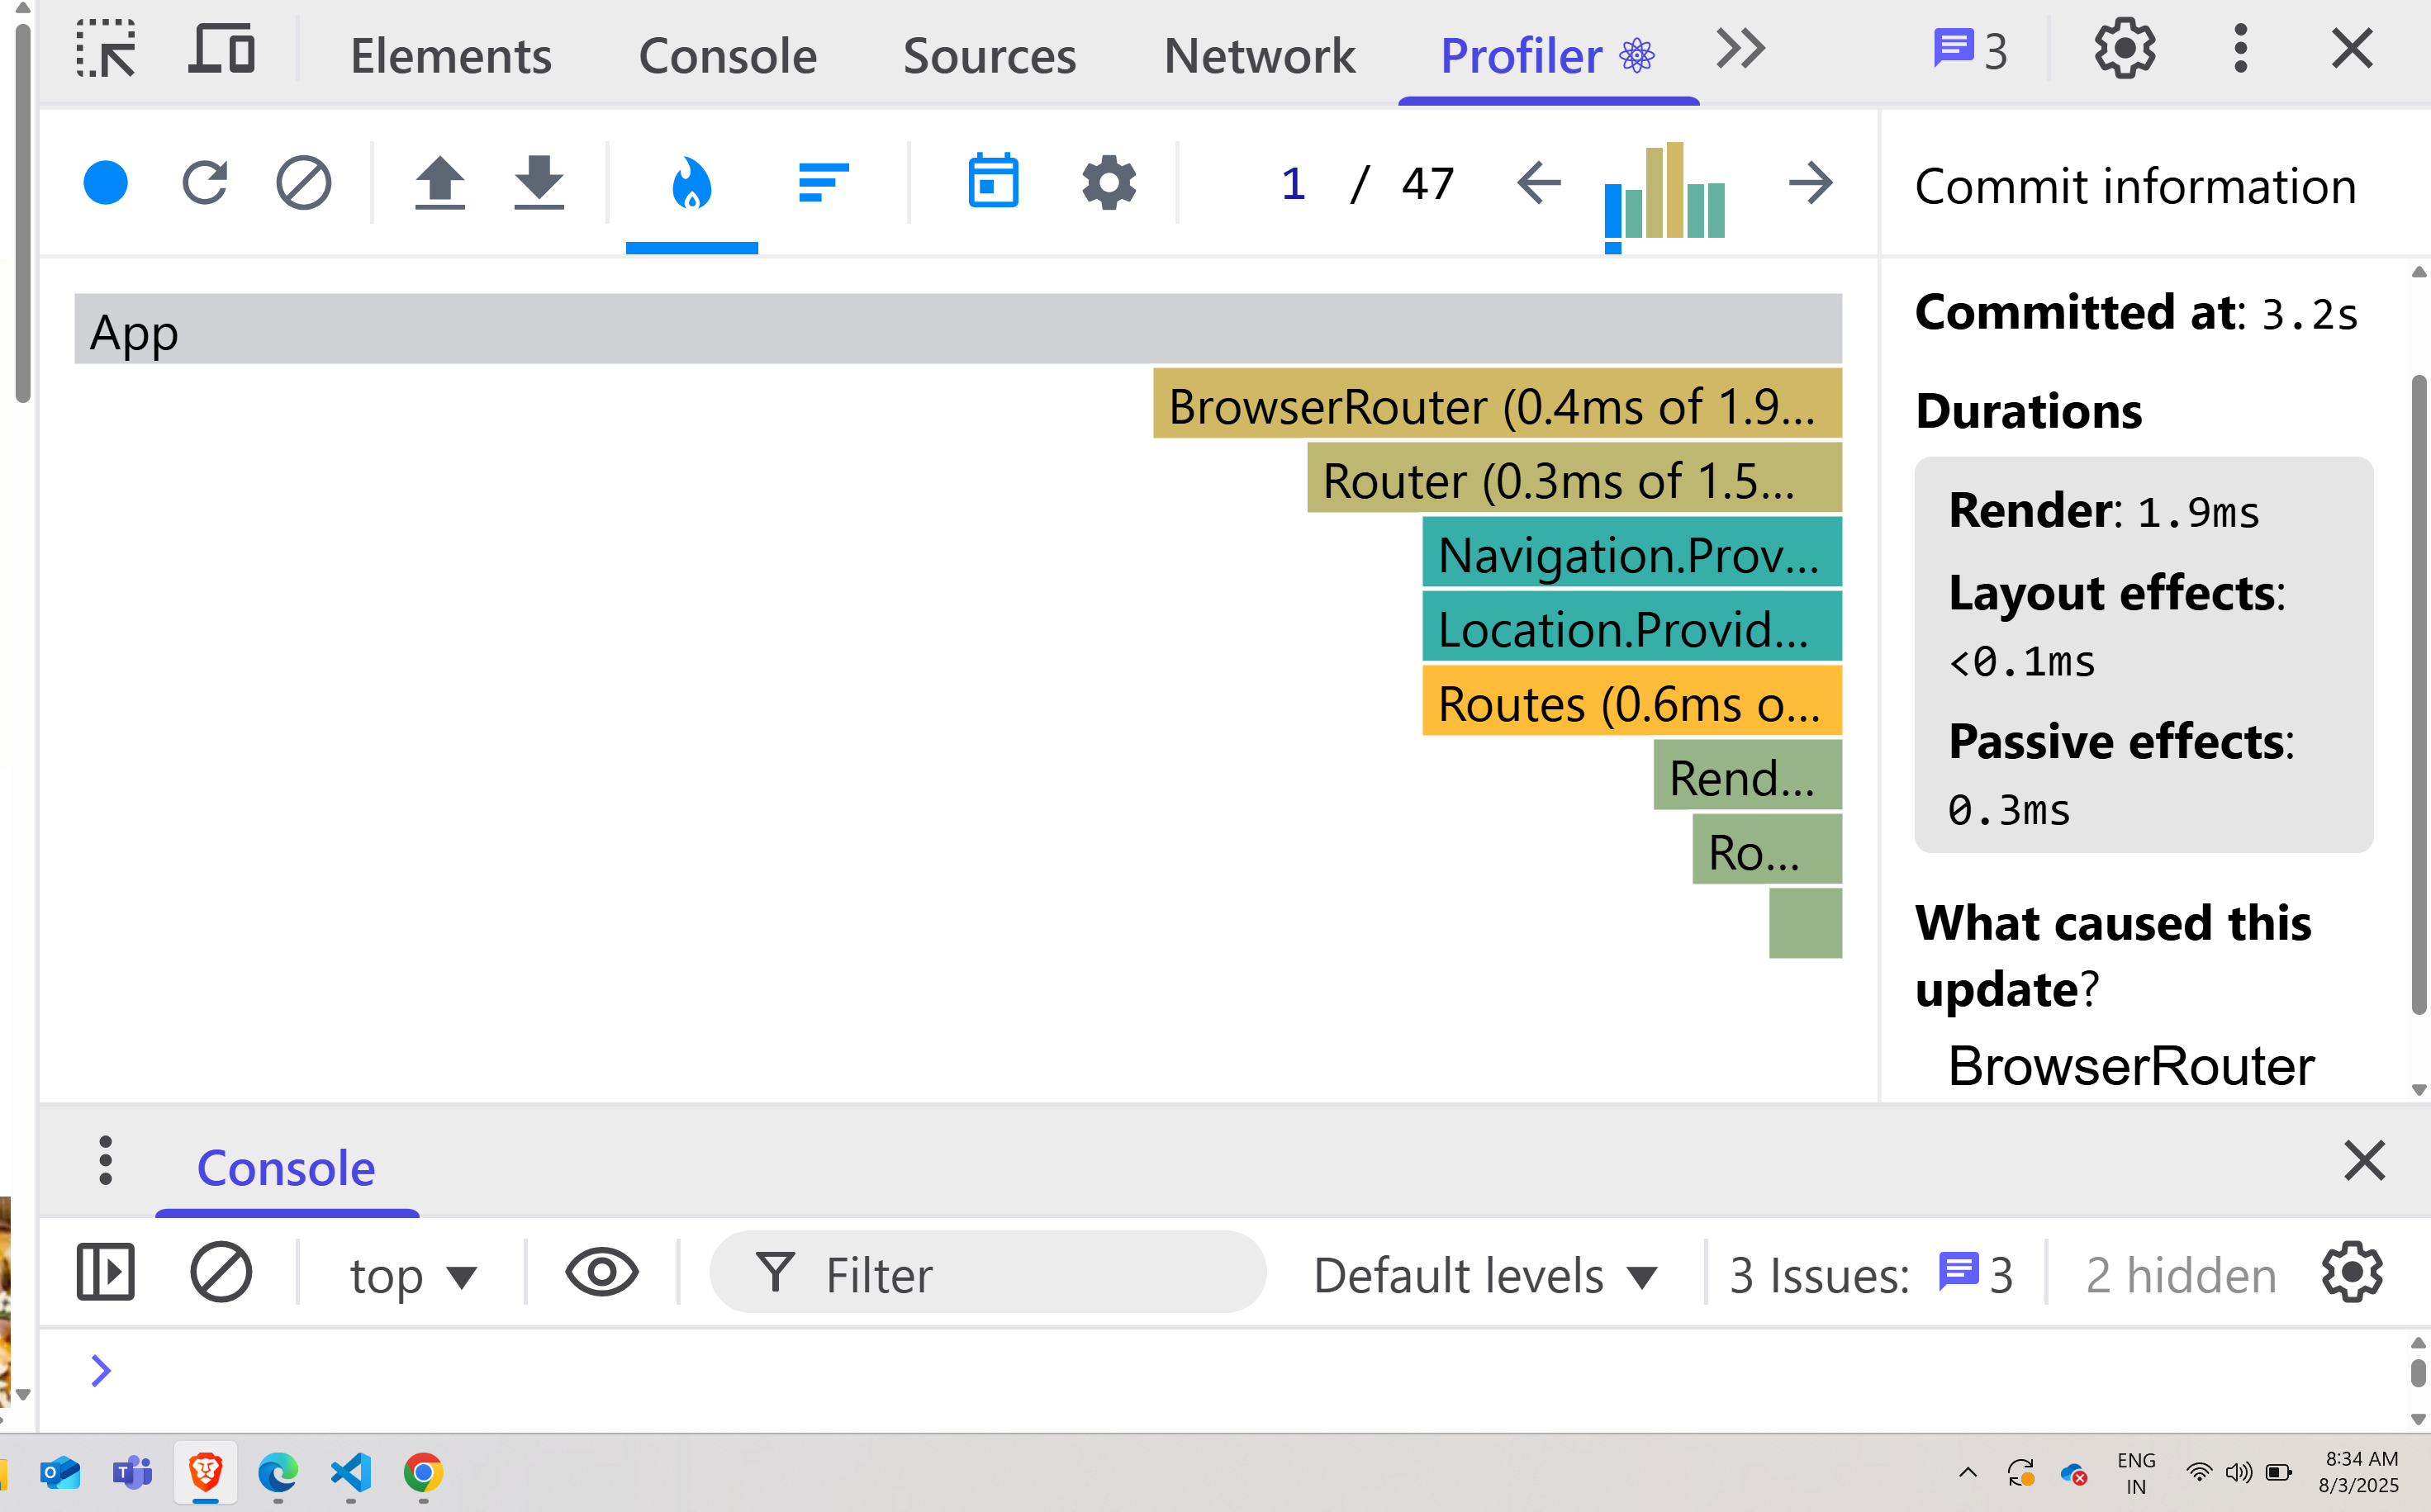 Elements Console Sources Network Profiler 3
1 / 47
Commit information
App
BrowserRouter (0.4ms of 1.9...
Router (0.3ms of 1.5...
Navigation.Prov...
Location.Provid...
Routes (0.6ms o...
Rend...
Ro...
Committed at: 3.2s
Durations
Render: 1.9ms
Layout effects:
<0.1ms
Passive effects:
0.3ms
What caused this
update?
BrowserRouter
Console
top Filter Default levels 3 Issues: 3 2 hidden
ENG
IN
8:34 AM
8/3/2025